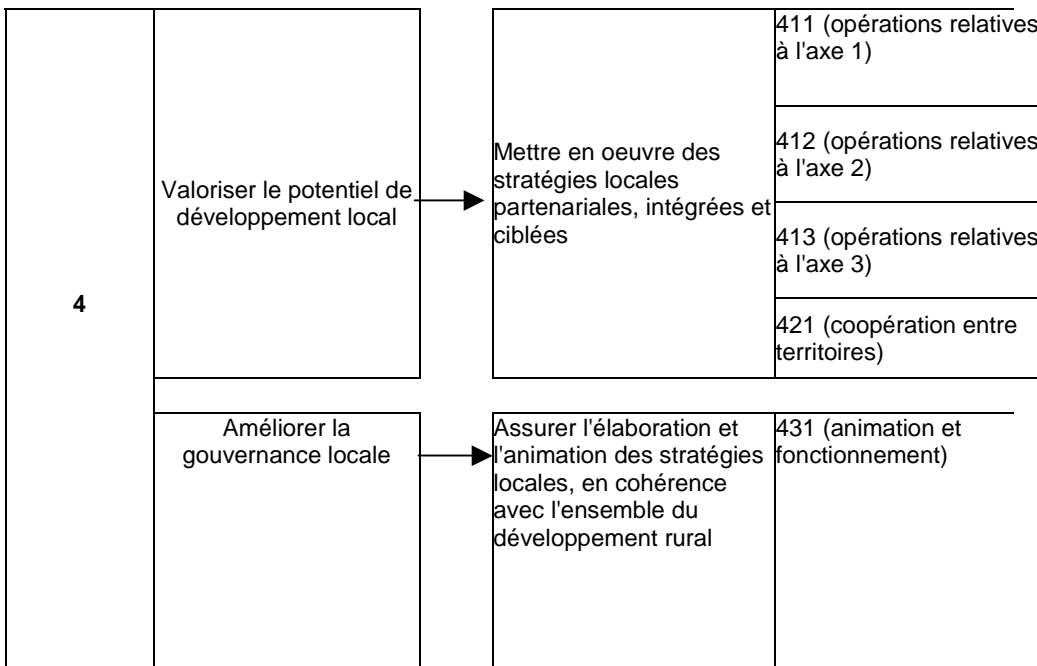 4
Valoriser le potentiel de
développement local
Mettre en oeuvre des
stratégies locales
partenariales, intégrées et
ciblées
411 (opérations relatives
à l'axe 1)
412 (opérations relatives
à l'axe 2)
413 (opérations relatives
à l'axe 3)
421 (coopération entre
territoires)
Améliorer la
gouvernance locale
Assurer l'élaboration et
l'animation des stratégies
locales, en cohérence
avec l'ensemble du
développement rural
431 (animation et
fonctionnement)